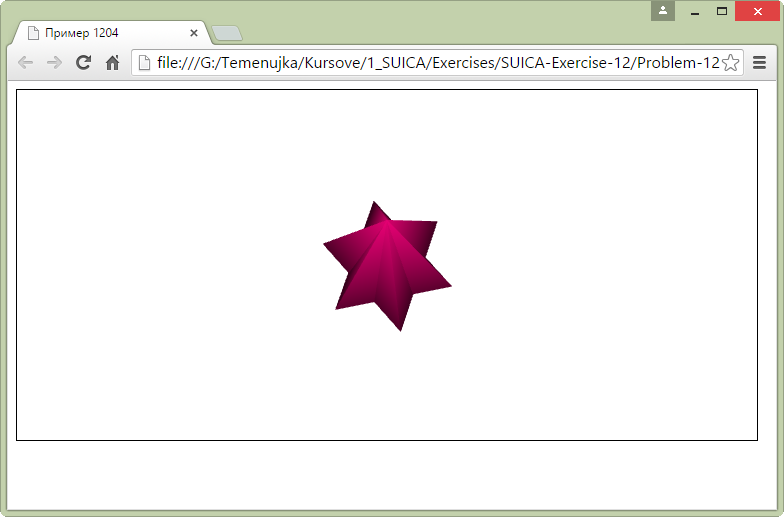 Пример 1204
file:///G:/Temenujka/Kursove/1_SUICA/Exercises/SUICA-Exercise-12/Problem-12